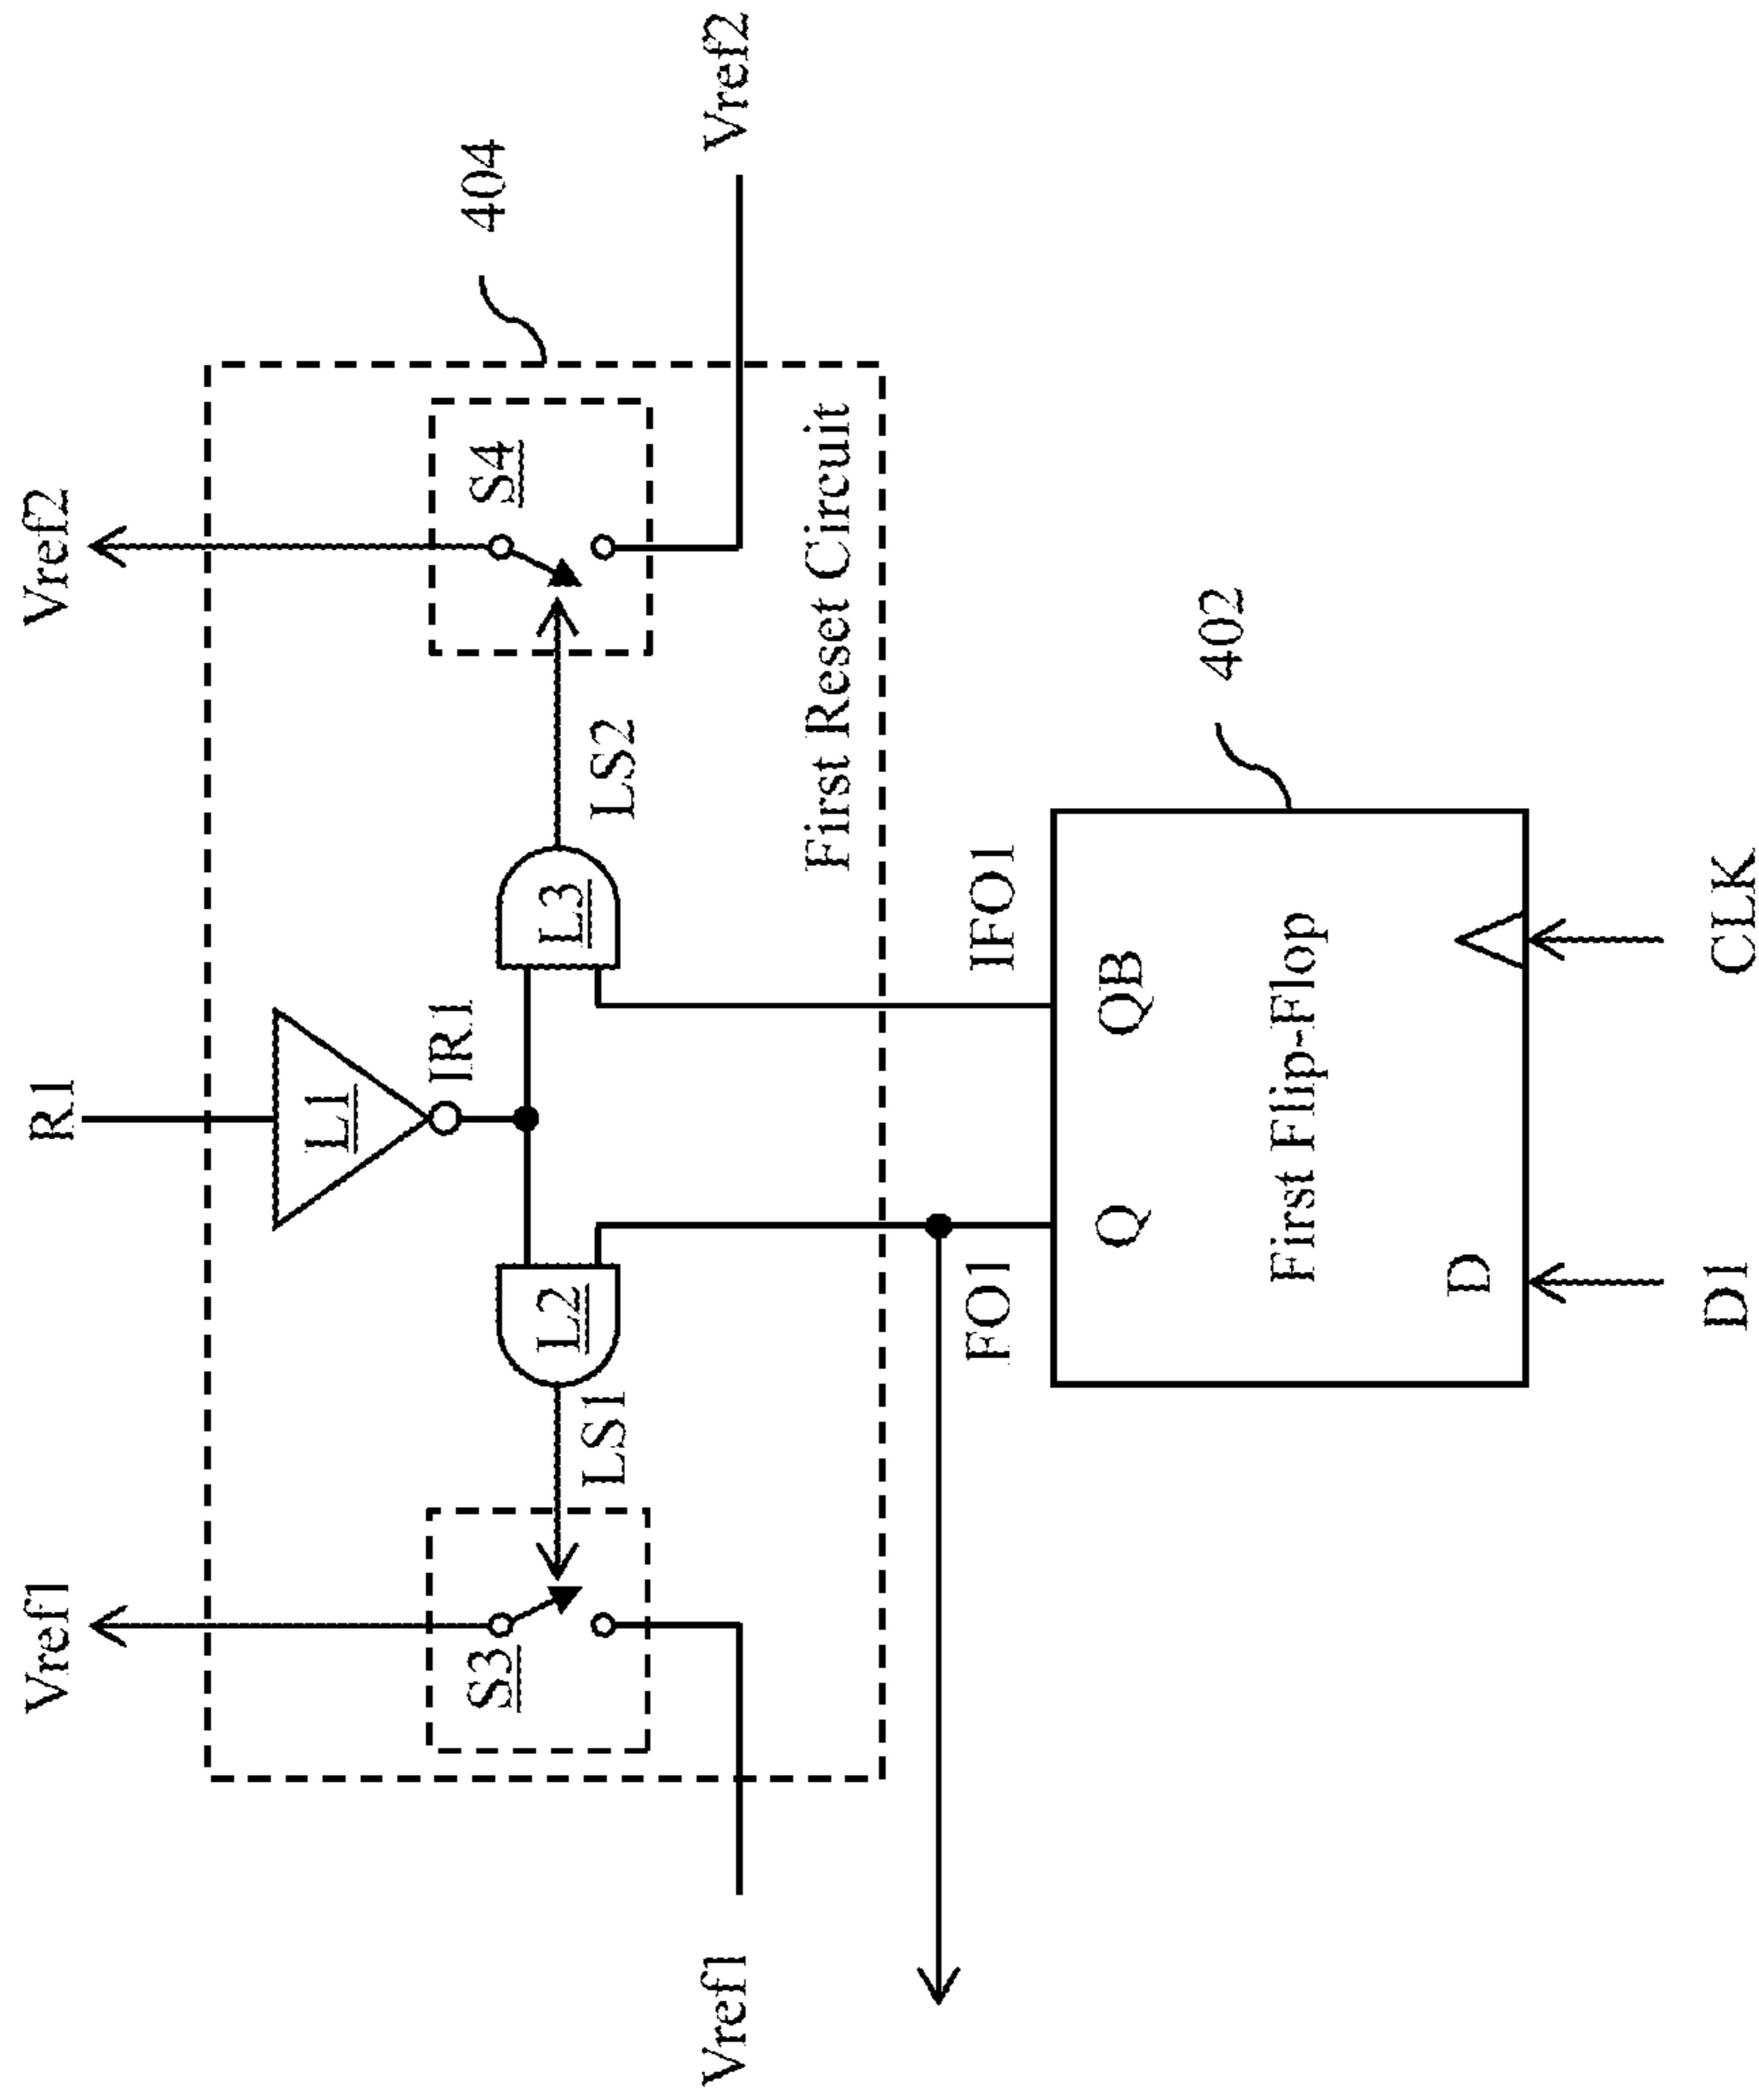 Vref1
R1
Vref2
L1
IR1
S3
L2
L3
S4
404
LS1
LS2
Vref1
Vref2
First Reset Circuit
FO1
IFO1
Q
QB
402
First Flip-Flop
D
D1
CLK